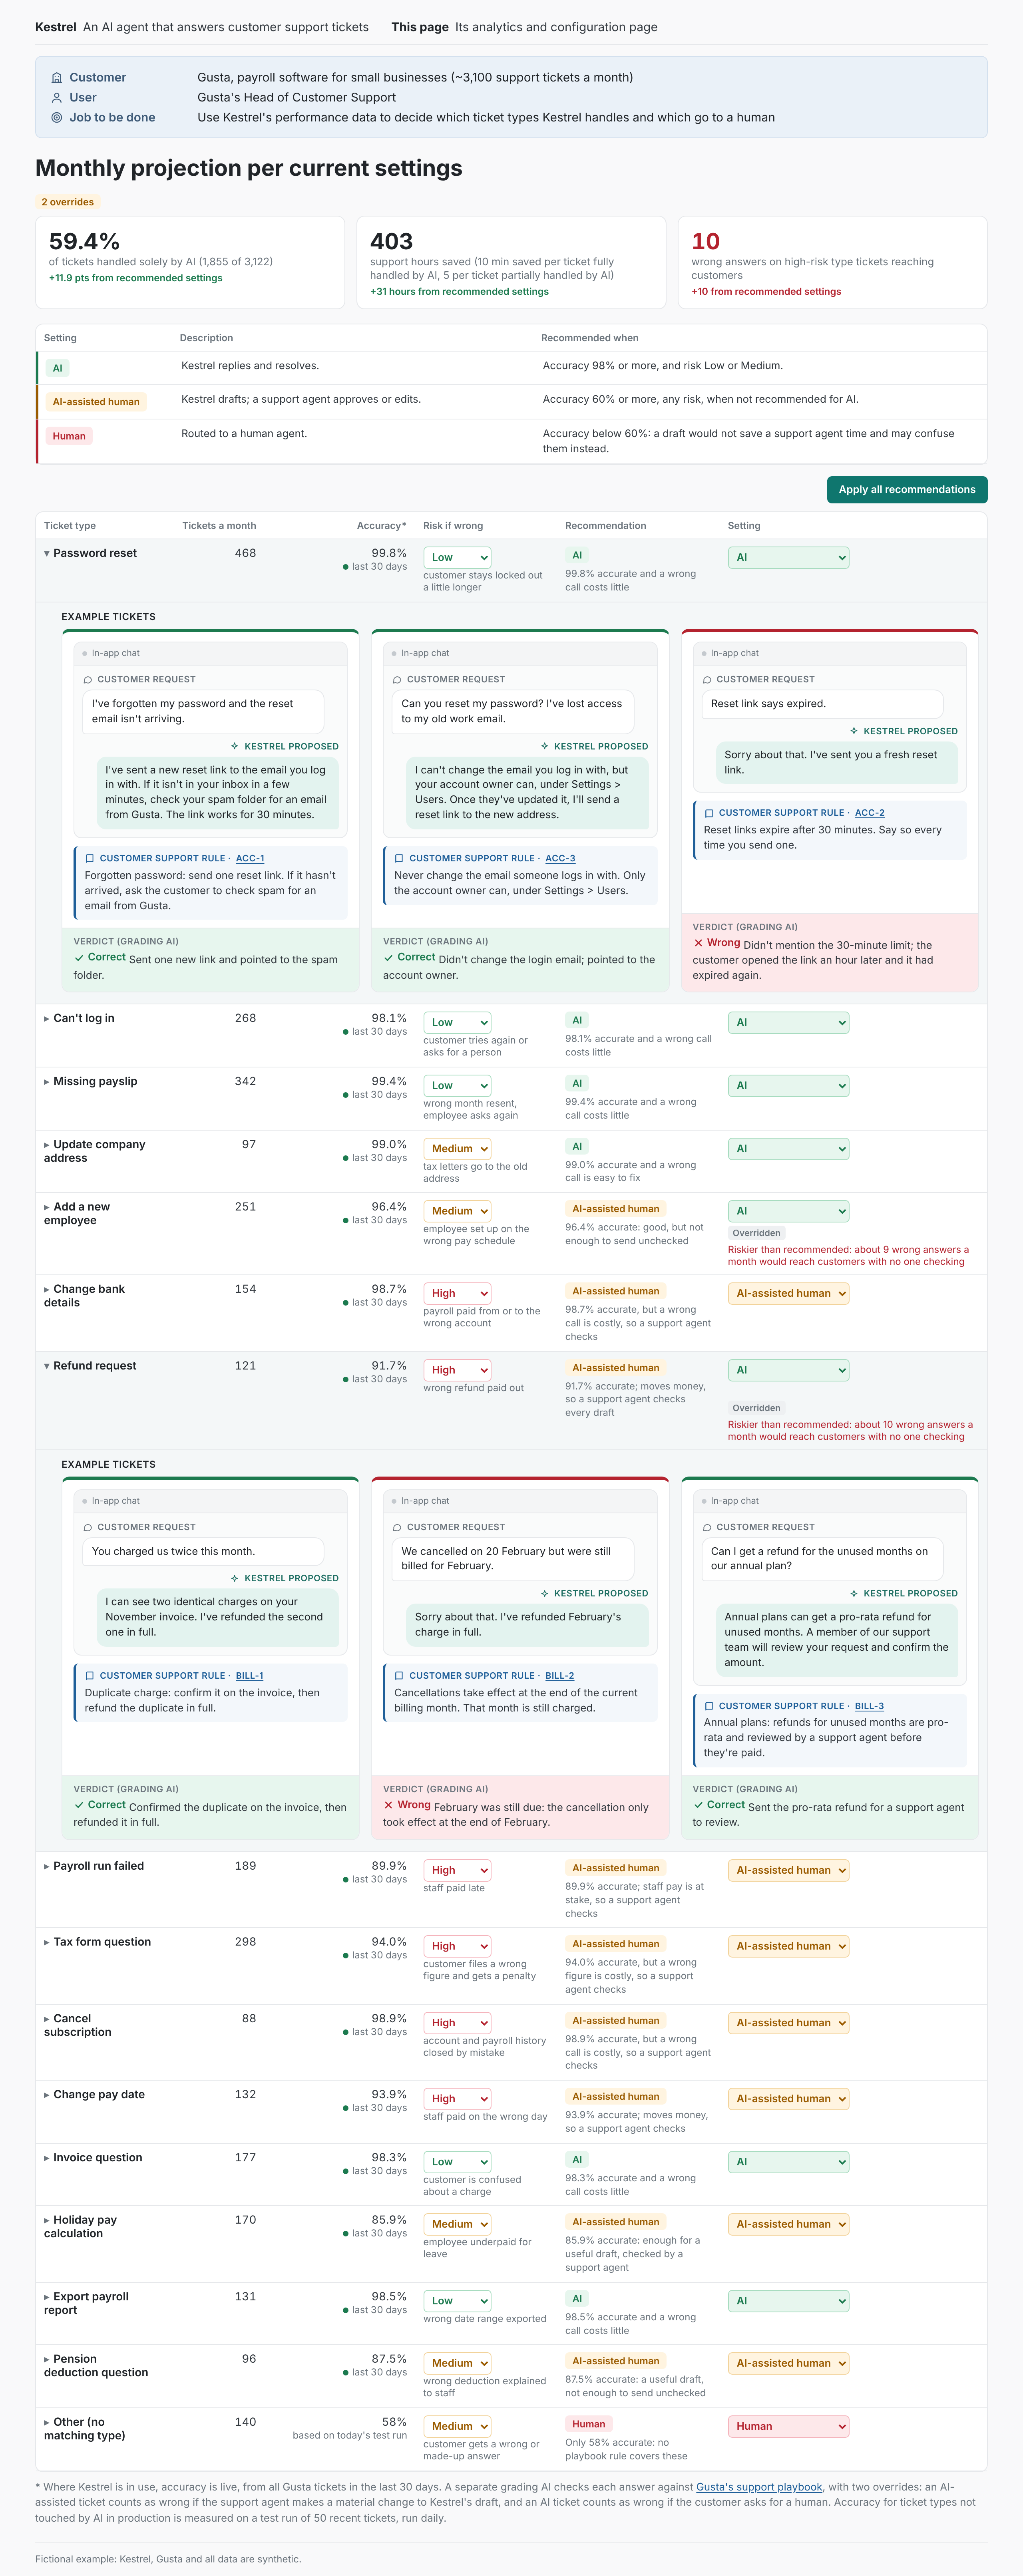 Kestrel An AI agent that answers customer support tickets This page Its analytics and configuration page
Customer Gusta, payroll software for small businesses (~3,100 support tickets a month)
User Gusta's Head of Customer Support
Job to be done Use Kestrel's performance data to decide which ticket types Kestrel handles and which go to a human
Monthly projection per current settings
2 overrides
59.4%
of tickets handled solely by AI (1,855 of 3,122)
+11.9 pts from recommended settings
403
support hours saved (10 min saved per ticket fully
handled by AI, 5 per ticket partially handled by AI)
+31 hours from recommended settings
10
wrong answers on high-risk type tickets reaching
customers
+10 from recommended settings
Setting Description Recommended when
AI Kestrel replies and resolves. Accuracy 98% or more, and risk Low or Medium.
AI-assisted human Kestrel drafts; a support agent approves or edits. Accuracy 60% or more, any risk, when not recommended for AI.
Human Routed to a human agent. Accuracy below 60%: a draft would not save a support agent time and may confuse
them instead.
Apply all recommendations
Ticket type Tickets a month Accuracy* Risk if wrong Recommendation Setting
▾ Password reset 468 99.8% Low AI AI
last 30 days
customer stays locked out
a little longer
99.8% accurate and a wrong
call costs little
EXAMPLE TICKETS
In-app chat
CUSTOMER REQUEST
I've forgotten my password and the reset
email isn't arriving.
KESTREL PROPOSED
I've sent a new reset link to the email you log
in with. If it isn't in your inbox in a few
minutes, check your spam folder for an email
from Gusta. The link works for 30 minutes.
CUSTOMER SUPPORT RULE · ACC-1
Forgotten password: send one reset link. If it hasn't
arrived, ask the customer to check spam for an
email from Gusta.
VERDICT (GRADING AI)
Correct Sent one new link and pointed to the spam
folder.
In-app chat
CUSTOMER REQUEST
Can you reset my password? I've lost access
to my old work email.
KESTREL PROPOSED
I can't change the email you log in with, but
your account owner can, under Settings >
Users. Once they've updated it, I'll send a
reset link to the new address.
CUSTOMER SUPPORT RULE · ACC-3
Never change the email someone logs in with. Only
the account owner can, under Settings > Users.
VERDICT (GRADING AI)
Correct Didn't change the login email; pointed to the
account owner.
In-app chat
CUSTOMER REQUEST
Reset link says expired.
KESTREL PROPOSED
Sorry about that. I've sent you a fresh reset
link.
CUSTOMER SUPPORT RULE · ACC-2
Reset links expire after 30 minutes. Say so every
time you send one.
VERDICT (GRADING AI)
Wrong Didn't mention the 30-minute limit; the
customer opened the link an hour later and it had
expired again.
▸ Can't log in 268 98.1% Low AI AI
last 30 days
customer tries again or
asks for a person
98.1% accurate and a wrong call
costs little
▸ Missing payslip 342 99.4% Low AI AI
last 30 days
wrong month resent,
employee asks again
99.4% accurate and a wrong
call costs little
▸ Update company
address 97 99.0% Medium AI AI
last 30 days
tax letters go to the old
address
99.0% accurate and a wrong
call is easy to fix
▸ Add a new
employee 251 96.4% Medium AI-assisted human AI
last 30 days
employee set up on the
wrong pay schedule
96.4% accurate: good, but not
enough to send unchecked
Overridden
Riskier than recommended: about 9 wrong answers a
month would reach customers with no one checking
▸ Change bank
details 154 98.7% High AI-assisted human AI-assisted human
last 30 days
payroll paid from or to the
wrong account
98.7% accurate, but a wrong
call is costly, so a support agent
checks
▾ Refund request 121 91.7% High AI-assisted human AI
last 30 days
wrong refund paid out
91.7% accurate; moves money,
so a support agent checks
every draft
Overridden
Riskier than recommended: about 10 wrong answers a
month would reach customers with no one checking
EXAMPLE TICKETS
In-app chat
CUSTOMER REQUEST
You charged us twice this month.
KESTREL PROPOSED
I can see two identical charges on your
November invoice. I've refunded the second
one in full.
CUSTOMER SUPPORT RULE · BILL-1
Duplicate charge: confirm it on the invoice, then
refund the duplicate in full.
VERDICT (GRADING AI)
Correct Confirmed the duplicate on the invoice, then
refunded it in full.
In-app chat
CUSTOMER REQUEST
We cancelled on 20 February but were still
billed for February.
KESTREL PROPOSED
Sorry about that. I've refunded February's
charge in full.
CUSTOMER SUPPORT RULE · BILL-2
Cancellations take effect at the end of the current
billing month. That month is still charged.
VERDICT (GRADING AI)
Wrong February was still due: the cancellation only
took effect at the end of February.
In-app chat
CUSTOMER REQUEST
Can I get a refund for the unused months on
our annual plan?
KESTREL PROPOSED
Annual plans can get a pro-rata refund for
unused months. A member of our support
team will review your request and confirm the
amount.
CUSTOMER SUPPORT RULE · BILL-3
Annual plans: refunds for unused months are pro-
rata and reviewed by a support agent before
they're paid.
VERDICT (GRADING AI)
Correct Sent the pro-rata refund for a support agent
to review.
▸ Payroll run failed 189 89.9% High AI-assisted human AI-assisted human
last 30 days
staff paid late
89.9% accurate; staff pay is at
stake, so a support agent
checks
▸ Tax form question 298 94.0% High AI-assisted human AI-assisted human
last 30 days
customer files a wrong
figure and gets a penalty
94.0% accurate, but a wrong
figure is costly, so a support
agent checks
▸ Cancel
subscription 88 98.9% High AI-assisted human AI-assisted human
last 30 days
account and payroll history
closed by mistake
98.9% accurate, but a wrong
call is costly, so a support agent
checks
▸ Change pay date 132 93.9% High AI-assisted human AI-assisted human
last 30 days
staff paid on the wrong day
93.9% accurate; moves money,
so a support agent checks
▸ Invoice question 177 98.3% Low AI AI
last 30 days
customer is confused
about a charge
98.3% accurate and a wrong
call costs little
▸ Holiday pay
calculation 170 85.9% Medium AI-assisted human AI-assisted human
last 30 days
employee underpaid for
leave
85.9% accurate: enough for a
useful draft, checked by a
support agent
▸ Export payroll
report 131 98.5% Low AI AI
last 30 days
wrong date range exported
98.5% accurate and a wrong
call costs little
▸ Pension
deduction question 96 87.5% Medium AI-assisted human AI-assisted human
last 30 days
wrong deduction explained
to staff
87.5% accurate: a useful draft,
not enough to send unchecked
▸ Other (no
matching type) 140 58% Medium Human Human
based on today's test run
customer gets a wrong or
made-up answer
Only 58% accurate: no
playbook rule covers these
* Where Kestrel is in use, accuracy is live, from all Gusta tickets in the last 30 days. A separate grading AI checks each answer against Gusta's support playbook, with two overrides: an AI-
assisted ticket counts as wrong if the support agent makes a material change to Kestrel's draft, and an AI ticket counts as wrong if the customer asks for a human. Accuracy for ticket types not
touched by AI in production is measured on a test run of 50 recent tickets, run daily.
Fictional example: Kestrel, Gusta and all data are synthetic.